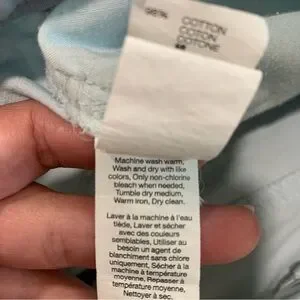 COTTON
COTON
COTONE
Machine wash warm,
Wash and dry with like
colors, Only non-chlorine
bleach when needed,
Tumble dry medium,
Warm iron, Dry clean.
Laver à la machine à l'eau
tiède, Laver et sécher
avec des couleurs
semblables, Utiliser au
besoin un agent de
blanchiment sans chlore
uniquement, Sécher à la
machine à température
moyenne, Repasser à
température moyenne,
Nettoyer à sec.